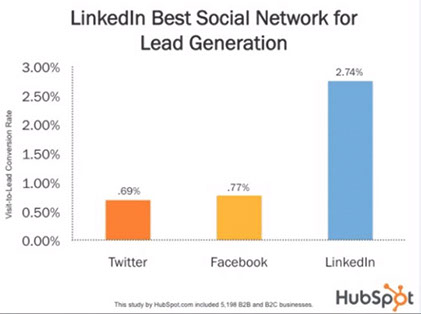 LinkedIn Best Social Network for
Lead Generation
Visit-to-Lead Conversion Rate
3.00%
2.50%
2.00%
1.50%
1.00%
0.50%
0.00%
.69%
.77%
2.74%
Twitter
Facebook
LinkedIn
This study by HubSpot.com included 5,198 B2B and B2C businesses.
HubSpot